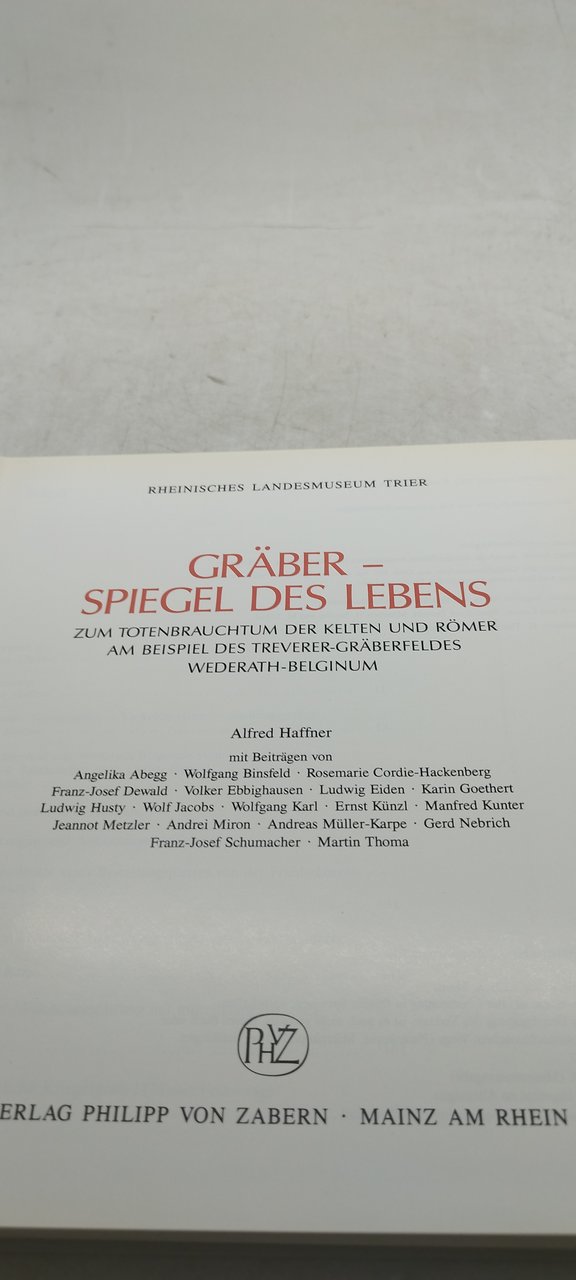 RHEINISCHES LANDESMUSEUM TRIER
GRÄBER –
SPIEGEL DES LEBENS
ZUM TOTENBRAUCHTUM DER KELTEN UND RÖMER
AM BEISPIEL DES TREVERER-GRÄBERFELDES
WEDERATH-BELGINUM
Alfred Haffner
mit Beiträgen von
Angelika Abegg · Wolfgang Binsfeld · Rosemarie Cordie-Hackenberg
Franz-Josef Dewald · Volker Ebbighausen · Ludwig Eiden · Karin Goethert
Ludwig Husty · Wolf Jacobs · Wolfgang Karl · Ernst Künzl · Manfred Kunter
Jeannot Metzler · Andrei Miron · Andreas Müller-Karpe · Gerd Nebrich
Franz-Josef Schumacher · Martin Thoma
PHVZ
ERLAG PHILIPP VON ZABERN · MAINZ AM RHEIN